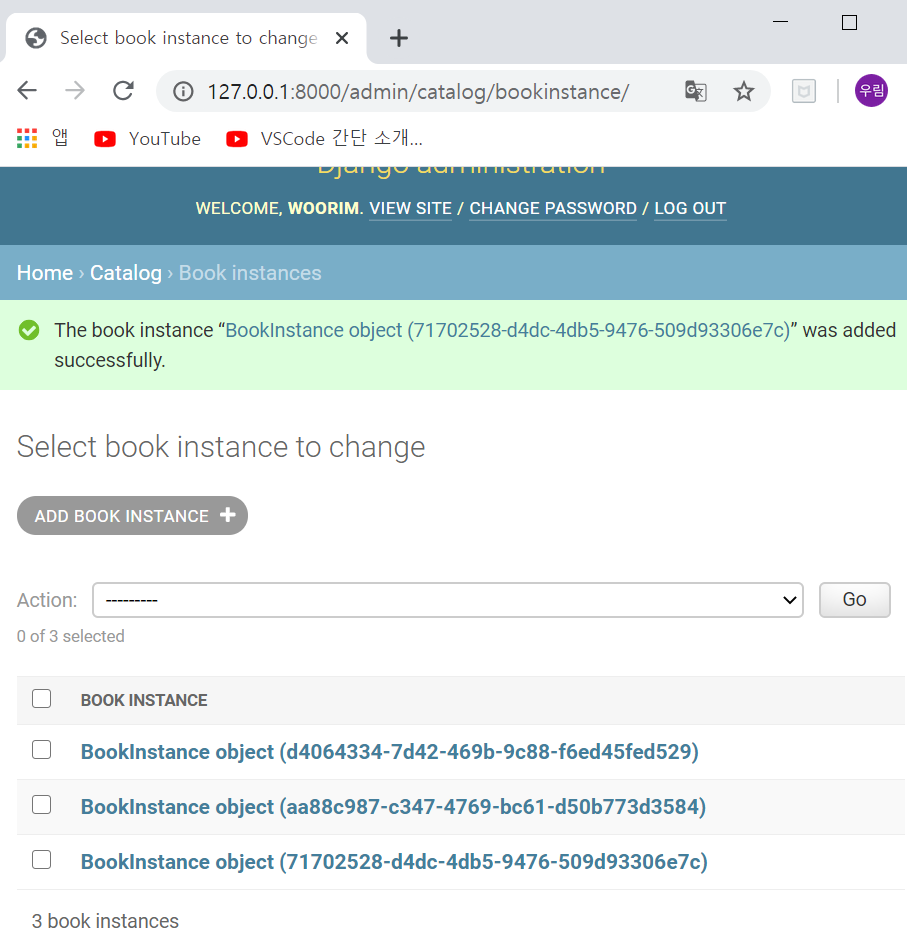 Select book instance to change
127.0.0.1:8000/admin/catalog/bookinstance/
우림
앱 YouTube VSCode 간단 소개...
Django administration
WELCOME, WOORIM. VIEW SITE / CHANGE PASSWORD / LOG OUT
Home › Catalog › Book instances
The book instance “BookInstance object (71702528-d4dc-4db5-9476-509d93306e7c)” was added
successfully.
Select book instance to change
ADD BOOK INSTANCE +
Action: --------- Go
0 of 3 selected
BOOK INSTANCE
BookInstance object (d4064334-7d42-469b-9c88-f6ed45fed529)
BookInstance object (aa88c987-c347-4769-bc61-d50b773d3584)
BookInstance object (71702528-d4dc-4db5-9476-509d93306e7c)
3 book instances